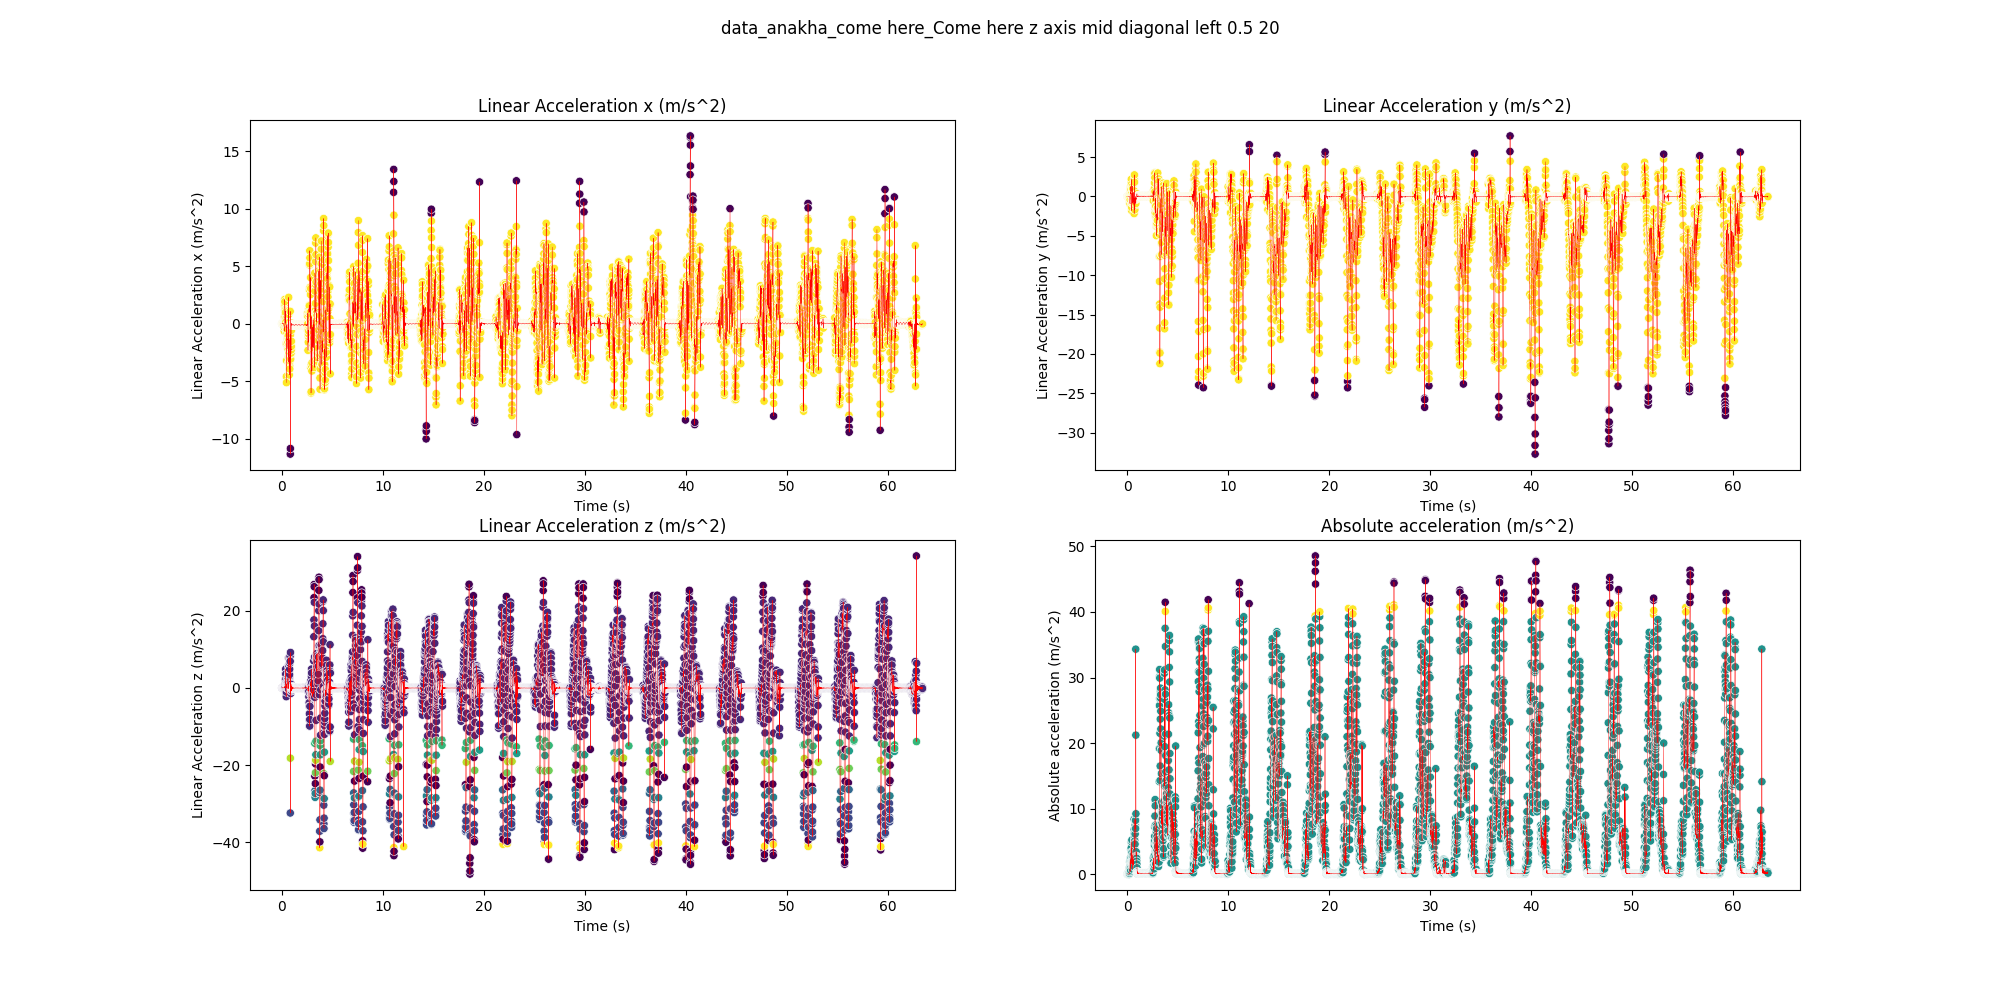 data_anakha_come here_Come here z axis mid diagonal left 0.5 20
Linear Acceleration x (m/s^2)
Linear Acceleration x (m/s^2)
15
10
5
0
−5
−10
0 10 20 30 40 50 60
Time (s)
Linear Acceleration y (m/s^2)
Linear Acceleration y (m/s^2)
5
0
−5
−10
−15
−20
−25
−30
0 10 20 30 40 50 60
Time (s)
Linear Acceleration z (m/s^2)
Linear Acceleration z (m/s^2)
20
0
−20
−40
0 10 20 30 40 50 60
Time (s)
Absolute acceleration (m/s^2)
Absolute acceleration (m/s^2)
50
40
30
20
10
0
0 10 20 30 40 50 60
Time (s)